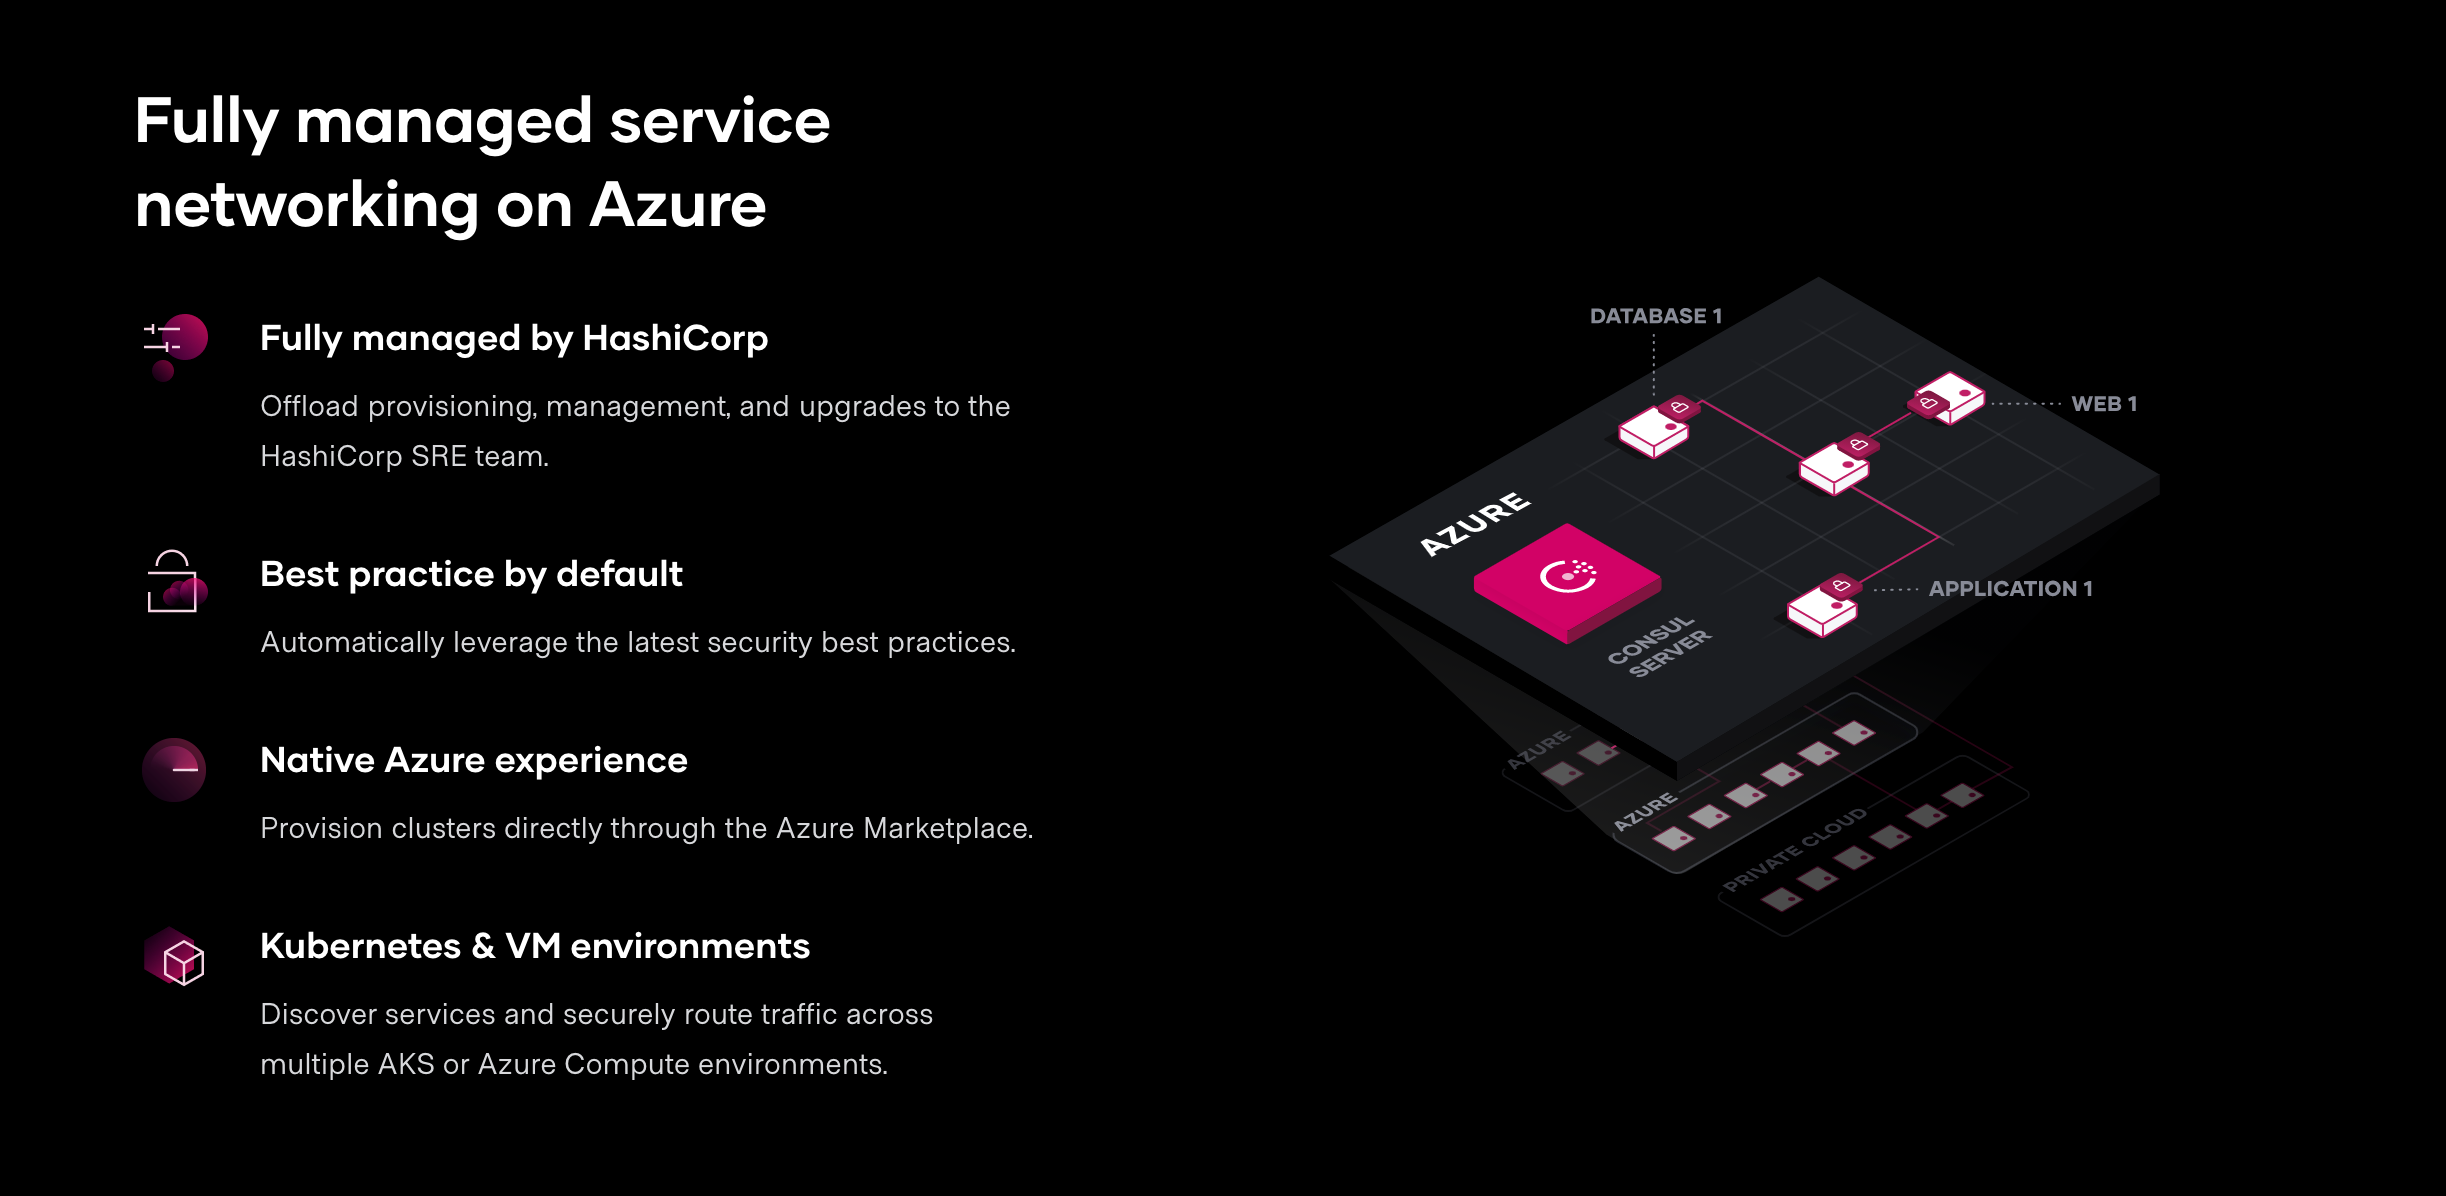 Fully managed service
networking on Azure
Fully managed by HashiCorp
Offload provisioning, management, and upgrades to the
HashiCorp SRE team.
Best practice by default
Automatically leverage the latest security best practices.
Native Azure experience
Provision clusters directly through the Azure Marketplace.
Kubernetes & VM environments
Discover services and securely route traffic across
multiple AKS or Azure Compute environments.
DATABASE 1
WEB 1
AZURE
APPLICATION 1
CONSUL
SERVER
AZURE
AZURE
PRIVATE CLOUD